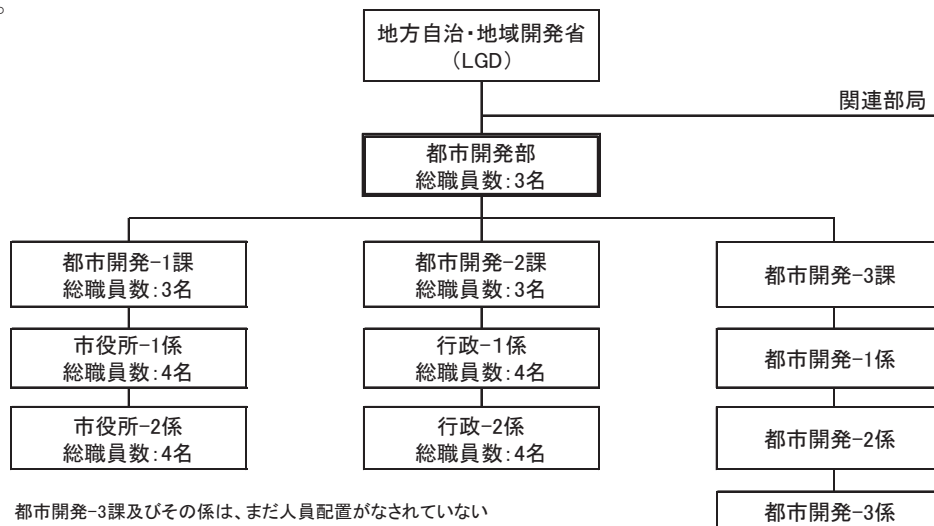 。
地方自治・地域開発省
(LGD)
関連部局
都市開発部
総職員数:3名
都市開発-1課
総職員数:3名
都市開発-2課
総職員数:3名
都市開発-3課
市役所-1係
総職員数:4名
行政-1係
総職員数:4名
都市開発-1係
市役所-2係
総職員数:4名
行政-2係
総職員数:4名
都市開発-2係
都市開発-3課及びその係は、まだ人員配置がなされていない
都市開発-3係